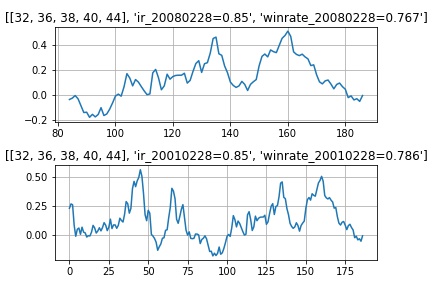 [[32, 36, 38, 40, 44], 'ir_20080228=0.85', 'winrate_20080228=0.767']
0.4
0.2
0.0
−0.2
80 100 120 140 160 180
[[32, 36, 38, 40, 44], 'ir_20010228=0.85', 'winrate_20010228=0.786']
0.50
0.25
0.00
0 25 50 75 100 125 150 175